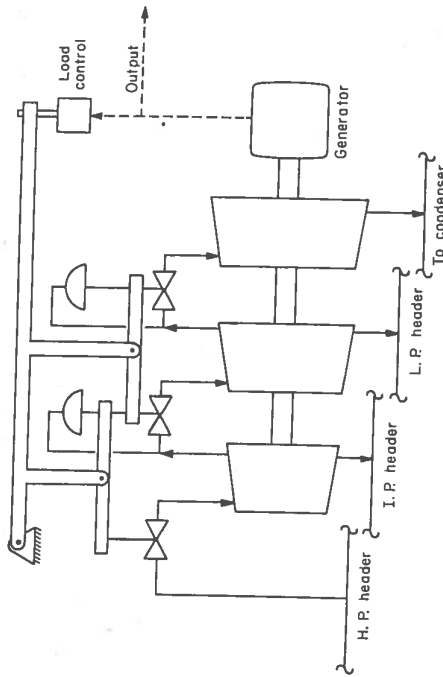 Load
control
Output
Generator
H. P. header
I. P. header
L.P. header
To condenser